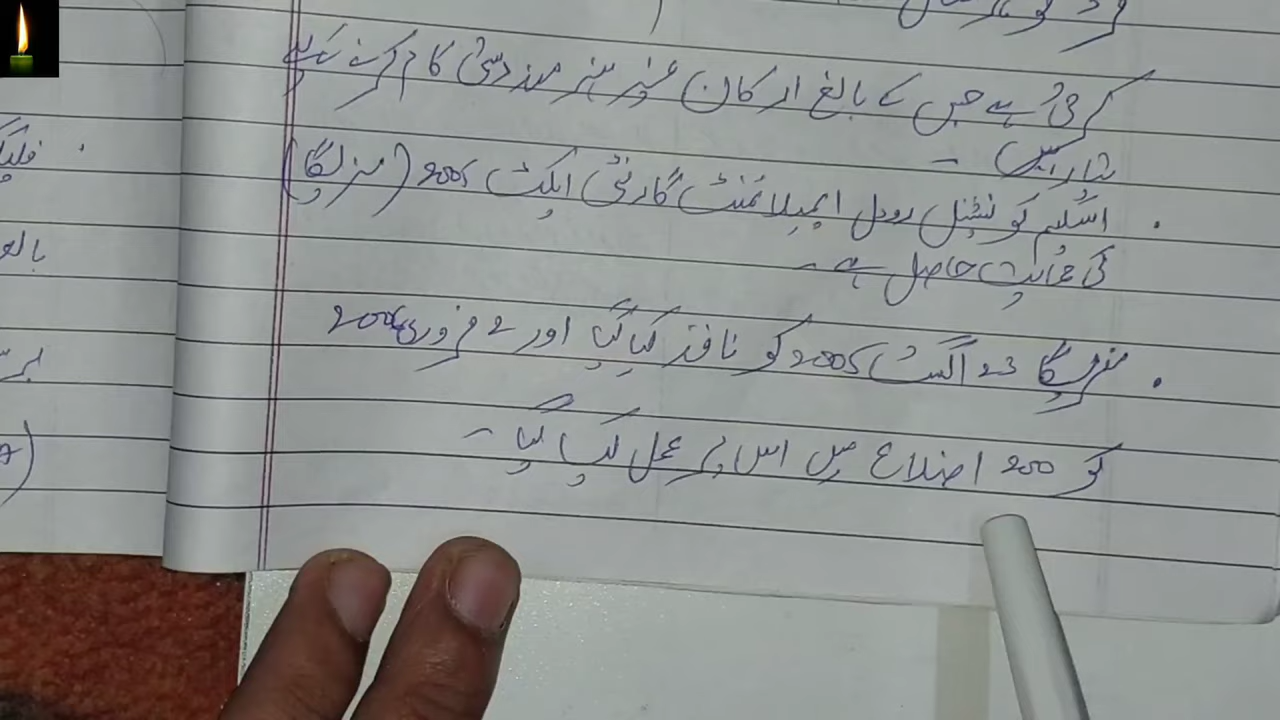 کرتی ہے جس کے بالغ ارکان غیر ہنر مند دستی کام کرنے کے لیے
تیار ہیں ۔
. اسکیم کو نیشنل رورل ایمپلائمنٹ گارنٹی ایکٹ 2005 (منریگا)
کی حمایت حاصل ہے ۔
. منریگا 23 اگست 2005 کو نافذ کیا گیا اور 2 فروری 2006
کو 200 اضلاع میں اس پر عمل کیا گیا ۔